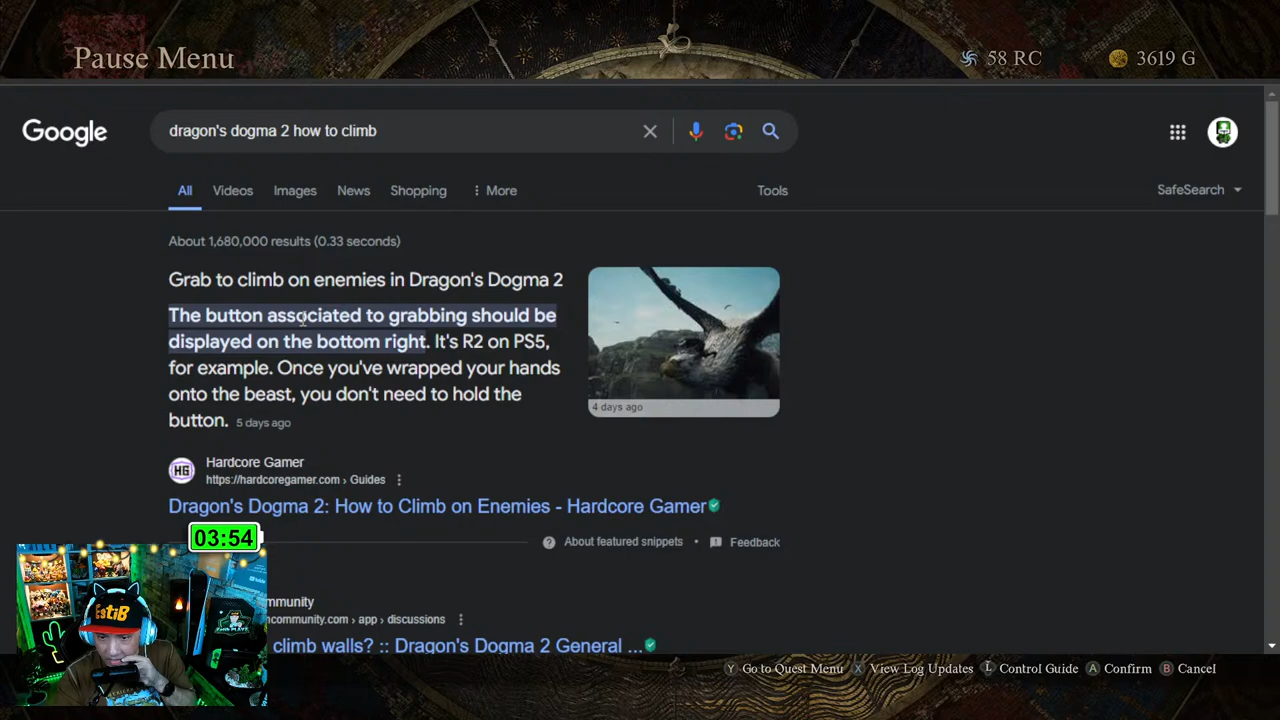 Pause Menu
58 RC
3619 G
Google
dragon's dogma 2 how to climb
All
Videos
Images
News
Shopping
More
Tools
SafeSearch
About 1,680,000 results (0.33 seconds)
Grab to climb on enemies in Dragon's Dogma 2
The button associated to grabbing should be
displayed on the bottom right. It's R2 on PS5,
for example. Once you've wrapped your hands
onto the beast, you don't need to hold the
button. 5 days ago
4 days ago
HG
Hardcore Gamer
https://hardcoregamer.com › Guides
Dragon's Dogma 2: How to Climb on Enemies - Hardcore Gamer
03:54
About featured snippets
Feedback
mmunity
ncommunity.com › app › discussions
climb walls? :: Dragon's Dogma 2 General ...
EstiB
Y Go to Quest Menu
X View Log Updates
L Control Guide
A Confirm
B Cancel